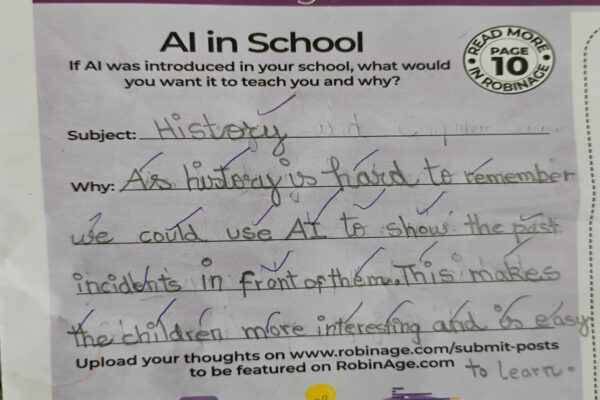 AI in School
If AI was introduced in your school, what would
you want it to teach you and why?
READ MORE
PAGE
10
IN ROBINAGE
Subject: History
Why: As history is hard to remember
we could use AI to show the past
incidents in front of them. This makes
the children more interesting and is easy
to learn.
Upload your thoughts on www.robinage.com/submit-posts
to be featured on RobinAge.com